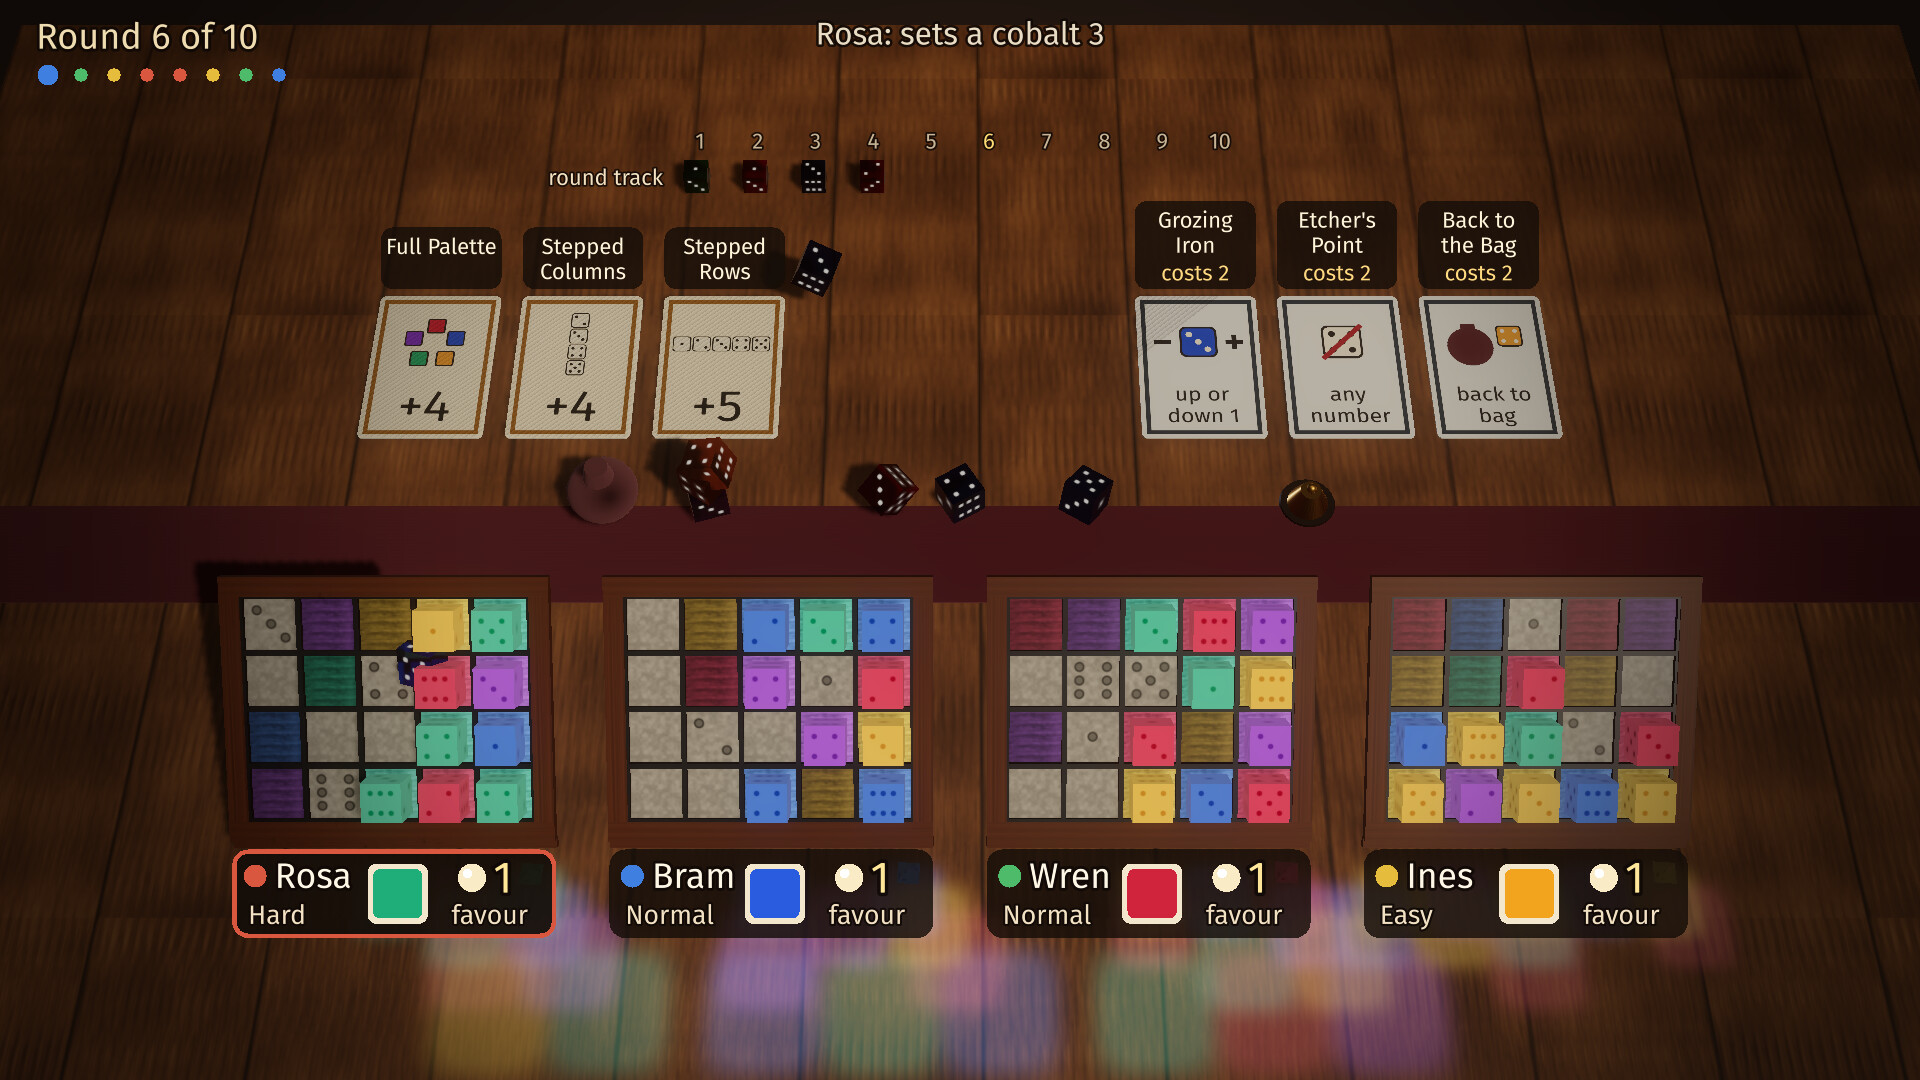 Round 6 of 10
Rosa: sets a cobalt 3
1 2 3 4 5 6 7 8 9 10
round track
Full Palette
Stepped
Columns
Stepped
Rows
Grozing
Iron
costs 2
Etcher's
Point
costs 2
Back to
the Bag
costs 2
+4
+4
+5
- +
up or
down 1
any
number
back to
bag
Rosa
Hard
1
favour
Bram
Normal
1
favour
Wren
Normal
1
favour
Ines
Easy
1
favour